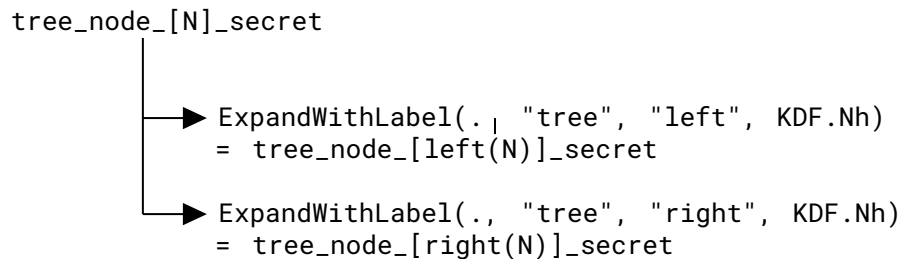 tree_node_[N]_secret
ExpandWithLabel(., "tree", "left", KDF.Nh)
= tree_node_[left(N)]_secret
ExpandWithLabel(., "tree", "right", KDF.Nh)
= tree_node_[right(N)]_secret